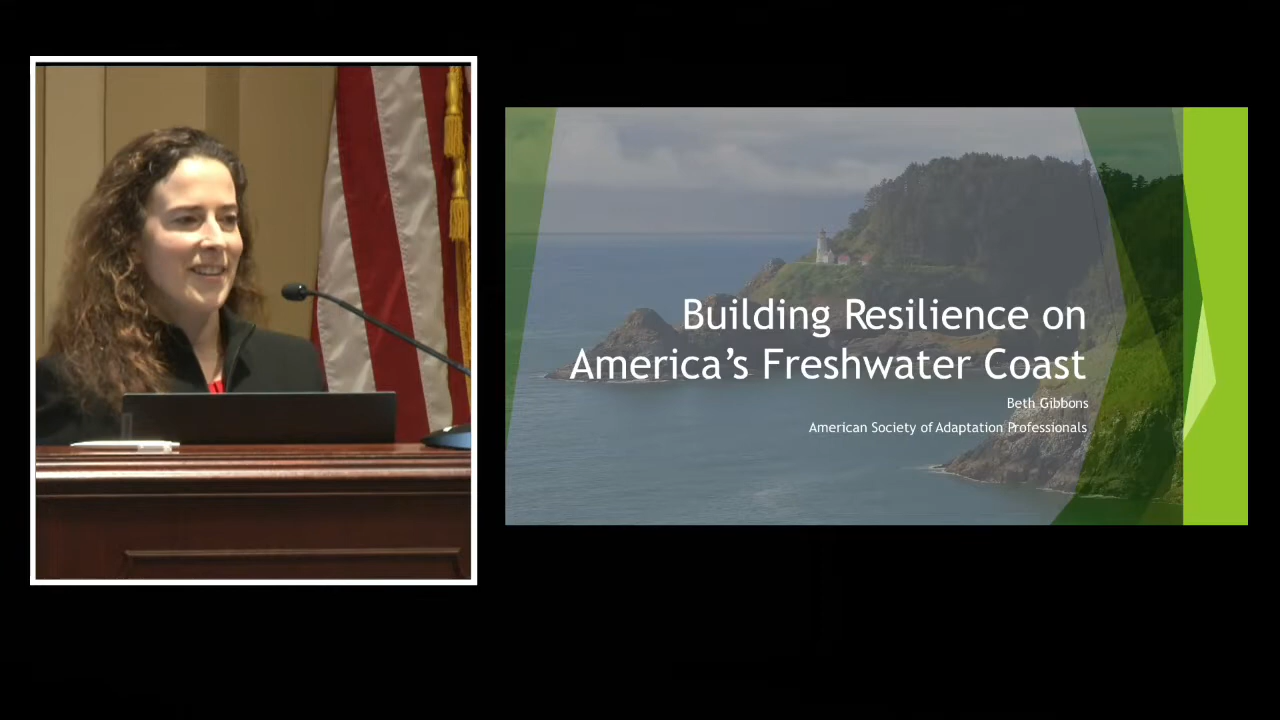 Building Resilience on
America’s Freshwater Coast
Beth Gibbons
American Society of Adaptation Professionals